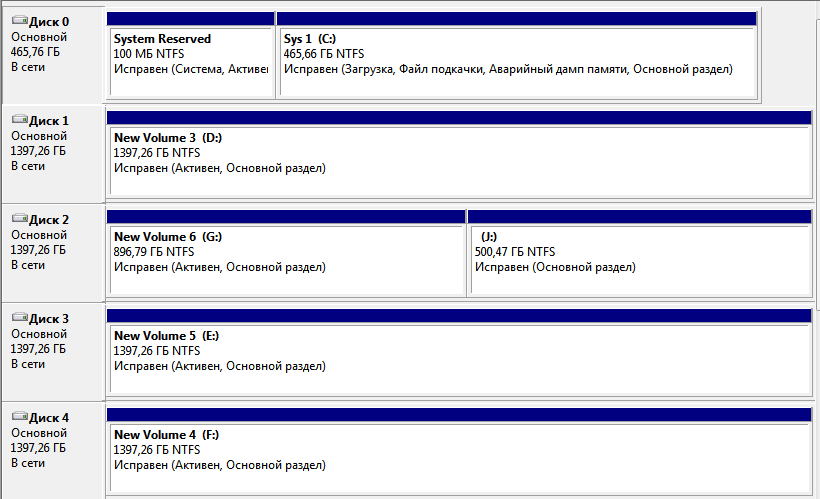 Диск 0
Основной
465,76 ГБ
В сети
System Reserved
100 МБ NTFS
Исправен (Система, Активен
Sys 1 (C:)
465,66 ГБ NTFS
Исправен (Загрузка, Файл подкачки, Аварийный дамп памяти, Основной раздел)
Диск 1
Основной
1397,26 ГБ
В сети
New Volume 3 (D:)
1397,26 ГБ NTFS
Исправен (Активен, Основной раздел)
Диск 2
Основной
1397,26 ГБ
В сети
New Volume 6 (G:)
896,79 ГБ NTFS
Исправен (Активен, Основной раздел)
(J:)
500,47 ГБ NTFS
Исправен (Основной раздел)
Диск 3
Основной
1397,26 ГБ
В сети
New Volume 5 (E:)
1397,26 ГБ NTFS
Исправен (Активен, Основной раздел)
Диск 4
Основной
1397,26 ГБ
В сети
New Volume 4 (F:)
1397,26 ГБ NTFS
Исправен (Активен, Основной раздел)